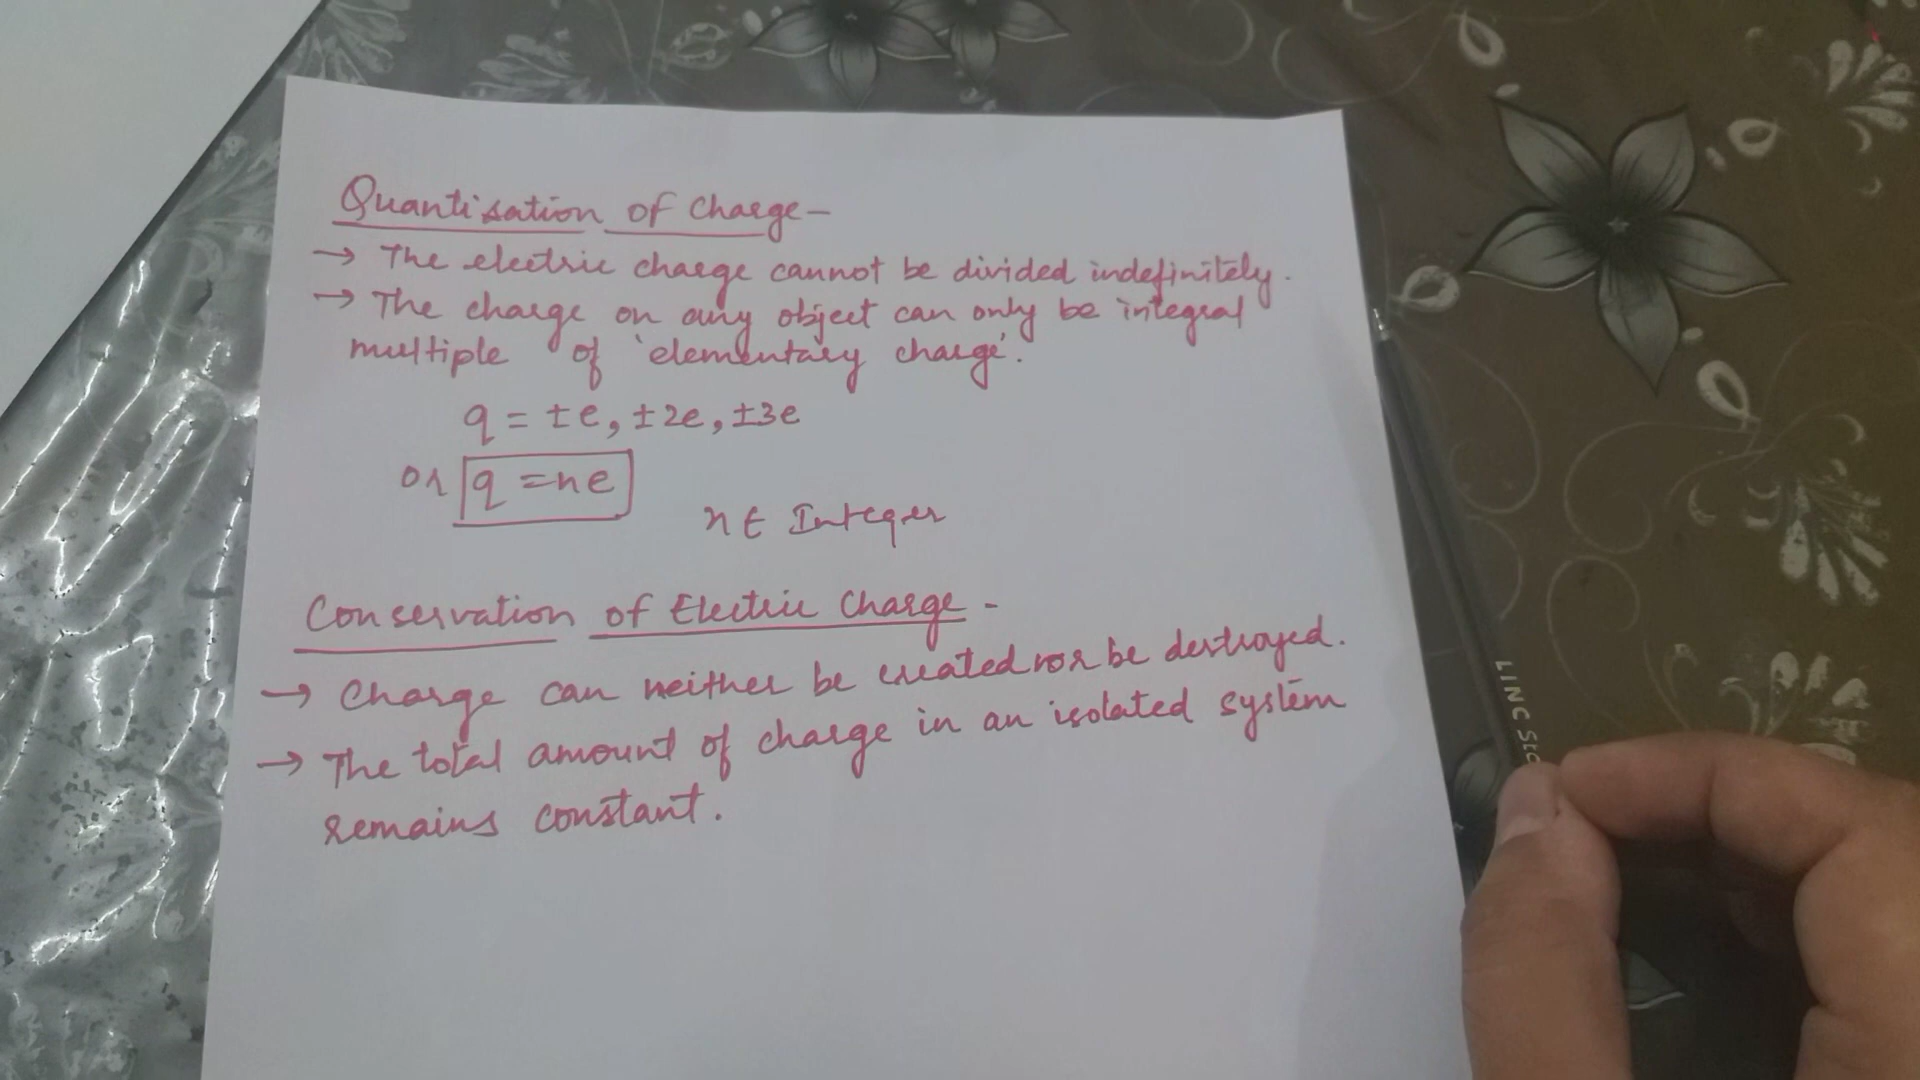 Quantisation of Charge -
→ The electric charge cannot be divided indefinitely.
→ The charge on any object can only be integral
multiple of 'elementary charge'.
q = ±e, ±2e, ±3e
or q = ne
n ∈ Integer
Conservation of Electric Charge -
→ Charge can neither be created nor be destroyed.
→ The total amount of charge in an isolated system
remains constant.
LINC